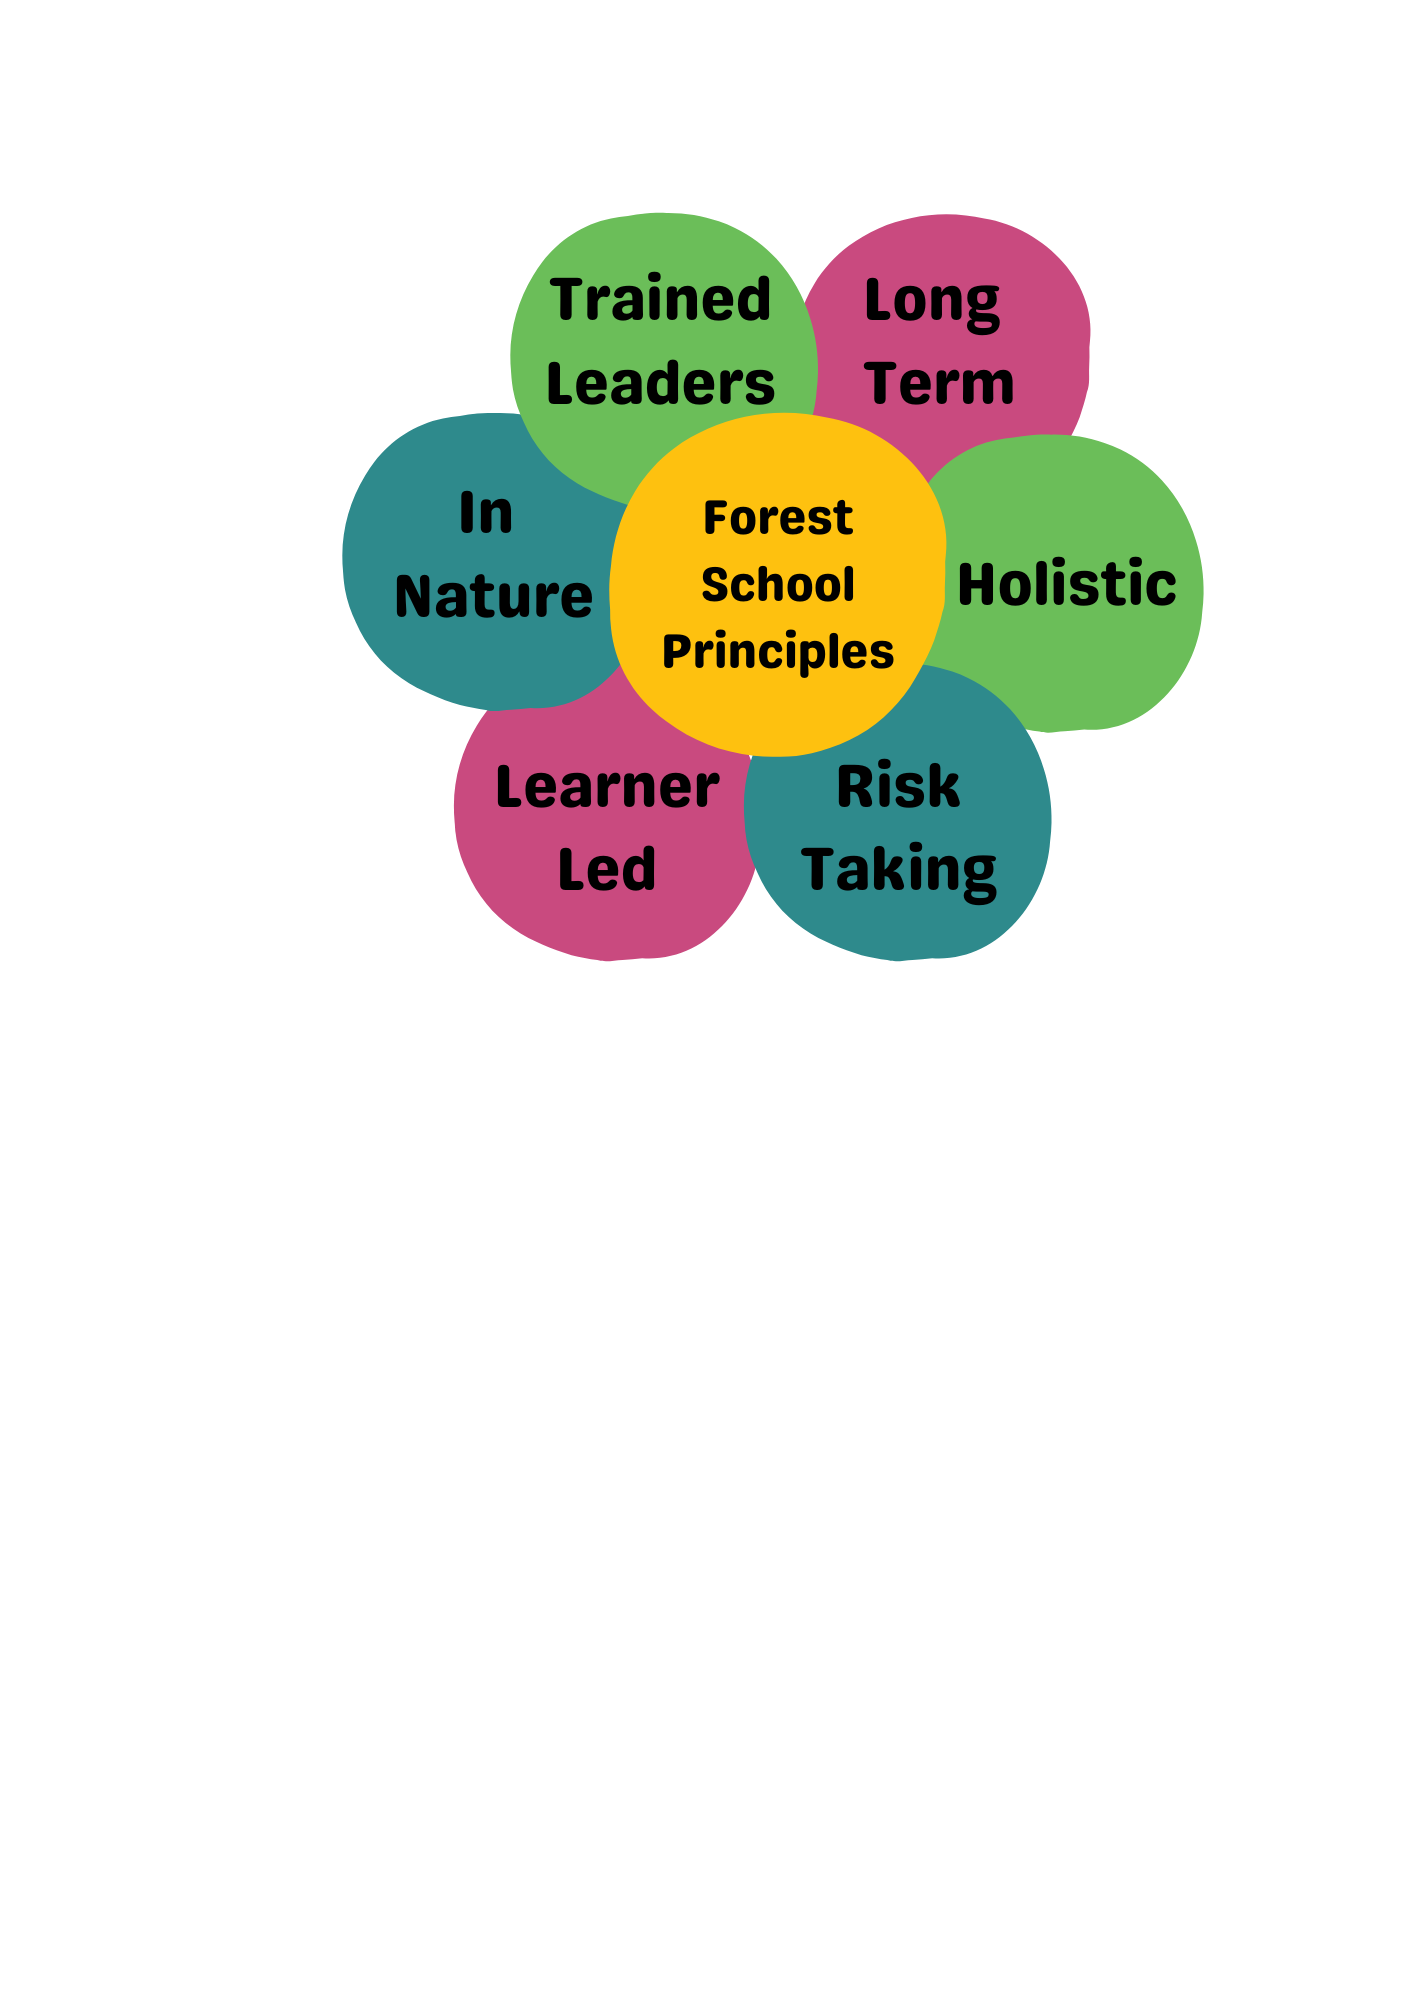 Trained
Leaders
Long
Term
In
Nature
Forest
School
Principles
Holistic
Learner
Led
Risk
Taking